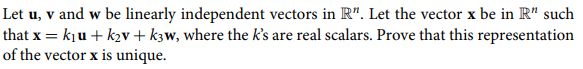 Let u, v and w be linearly independent vectors in ℝⁿ. Let the vector x be in ℝⁿ such
that x = k₁u + k₂v + k₃w, where the k's are real scalars. Prove that this representation
of the vector x is unique.